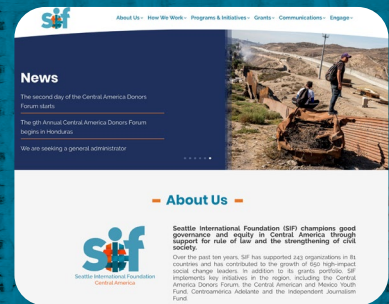 sif
About Us How We Work Programs & Initiatives Grants Communications Engage
News
The second day of the Central America Donors
Forum starts
The 9th Annual Central America Donors Forum
begins in Honduras
We are seeking a general administrator
About Us
sif
Seattle International Foundation
Central America
Seattle International Foundation (SIF) champions good
governance and equity in Central America through
support for rule of law and the strengthening of civil
society.
Over the past ten years, SIF has supported 243 organizations in 81
countries and has contributed to the growth of 650 high-impact
social change leaders. In addition to its grants portfolio, SIF
implements key initiatives in the region, including the Central
America Donors Forum, the Central American and Mexico Youth
Fund, Centroamérica Adelante and the Independent Journalism
Fund.